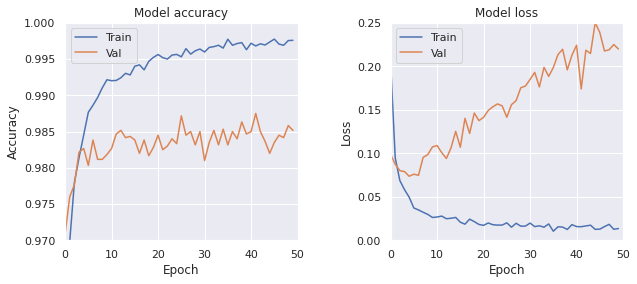 Model accuracy
1.000
0.995
0.990
0.985
0.980
0.975
0.970
Accuracy
Train
Val
0 10 20 30 40 50
Epoch
Model loss
0.25
0.20
0.15
0.10
0.05
0.00
Loss
Train
Val
0 10 20 30 40 50
Epoch